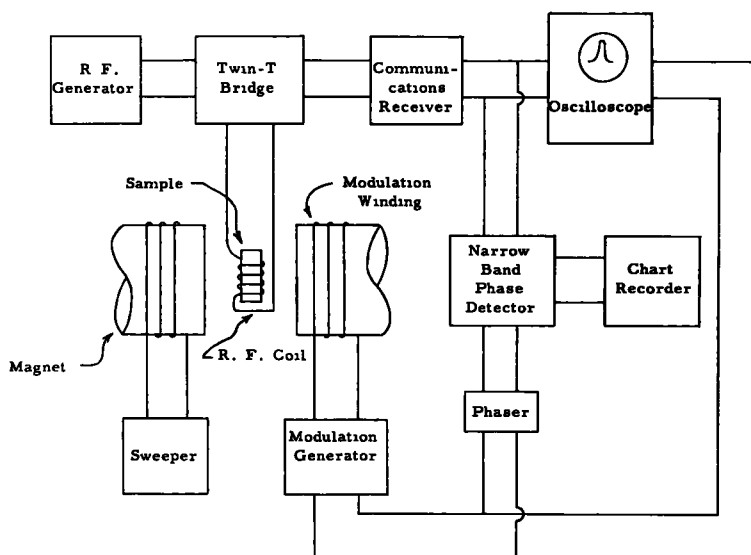 R F.
Generator
Twin-T
Bridge
Communi-
cations
Receiver
Oscilloscope
Sample
Modulation
Winding
Narrow
Band
Phase
Detector
Chart
Recorder
Magnet
R. F. Coil
Phaser
Sweeper
Modulation
Generator